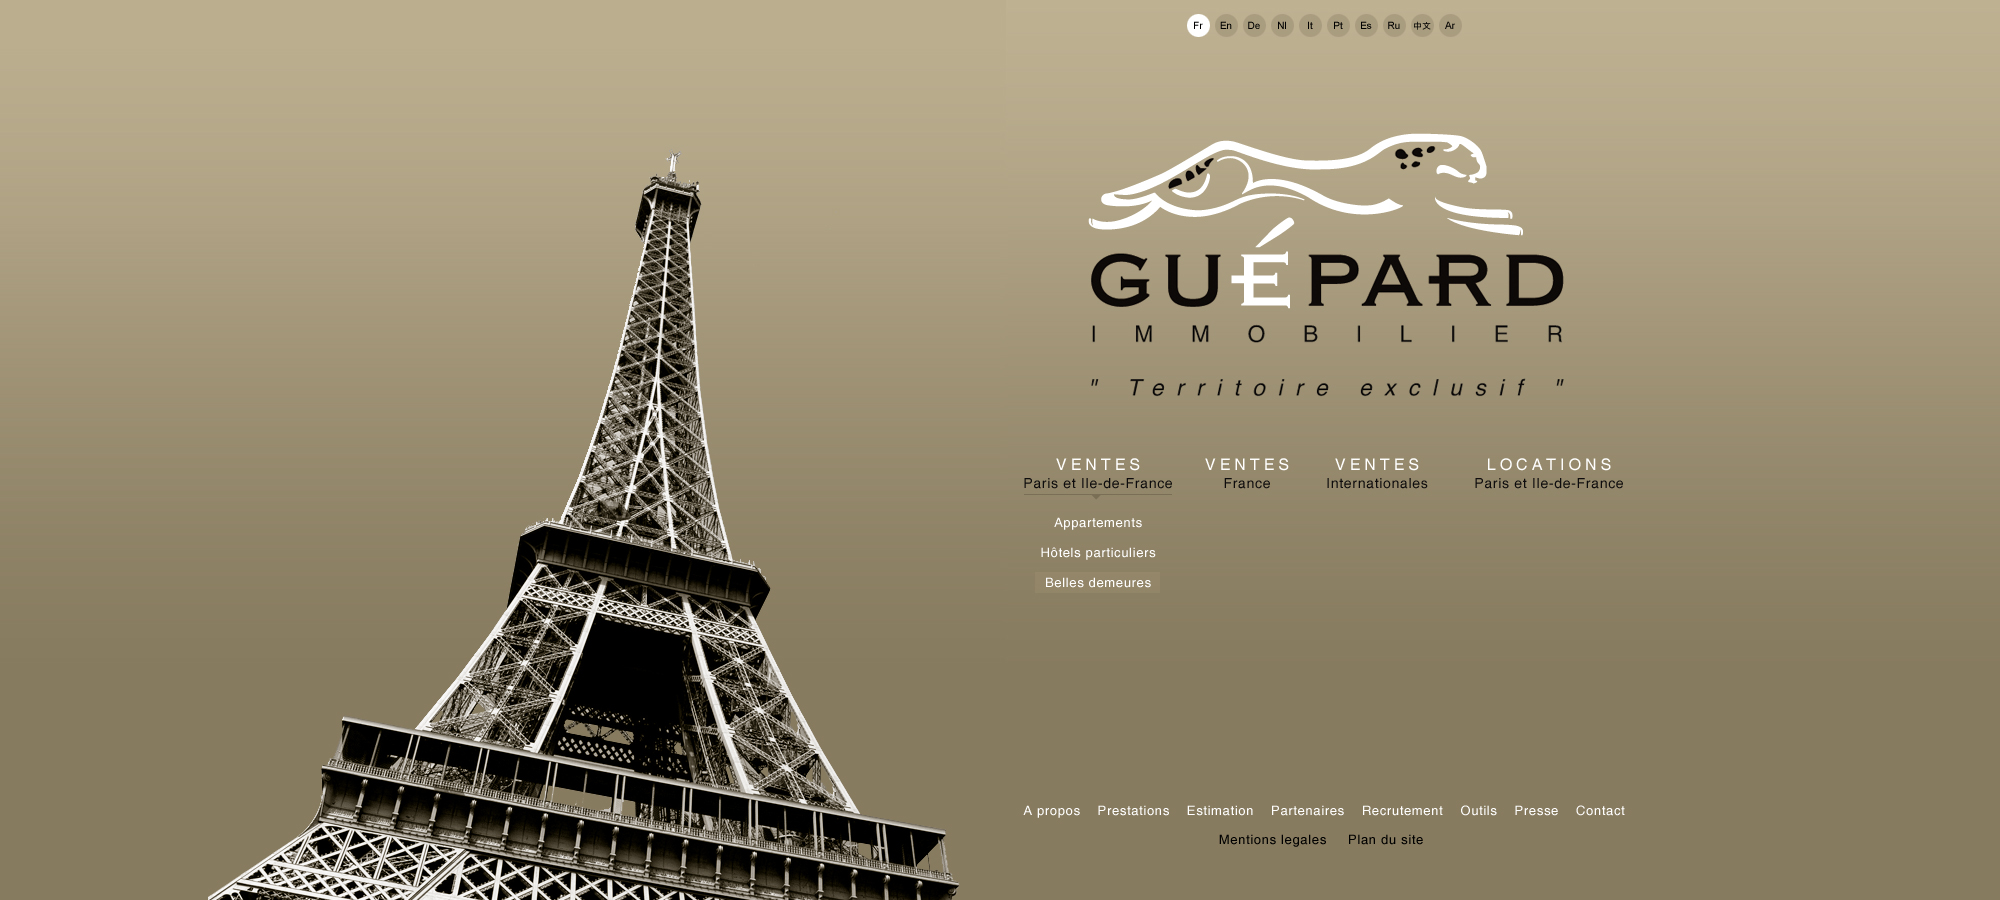 Fr En De Nl It Pt Es Ru 中文 Ar
GUÉPARD
IMMOBILIER
" Territoire exclusif "
VENTES
Paris et Ile-de-France
VENTES
France
VENTES
Internationales
LOCATIONS
Paris et Ile-de-France
Appartements
Hôtels particuliers
Belles demeures
A propos Prestations Estimation Partenaires Recrutement Outils Presse Contact
Mentions legales Plan du site